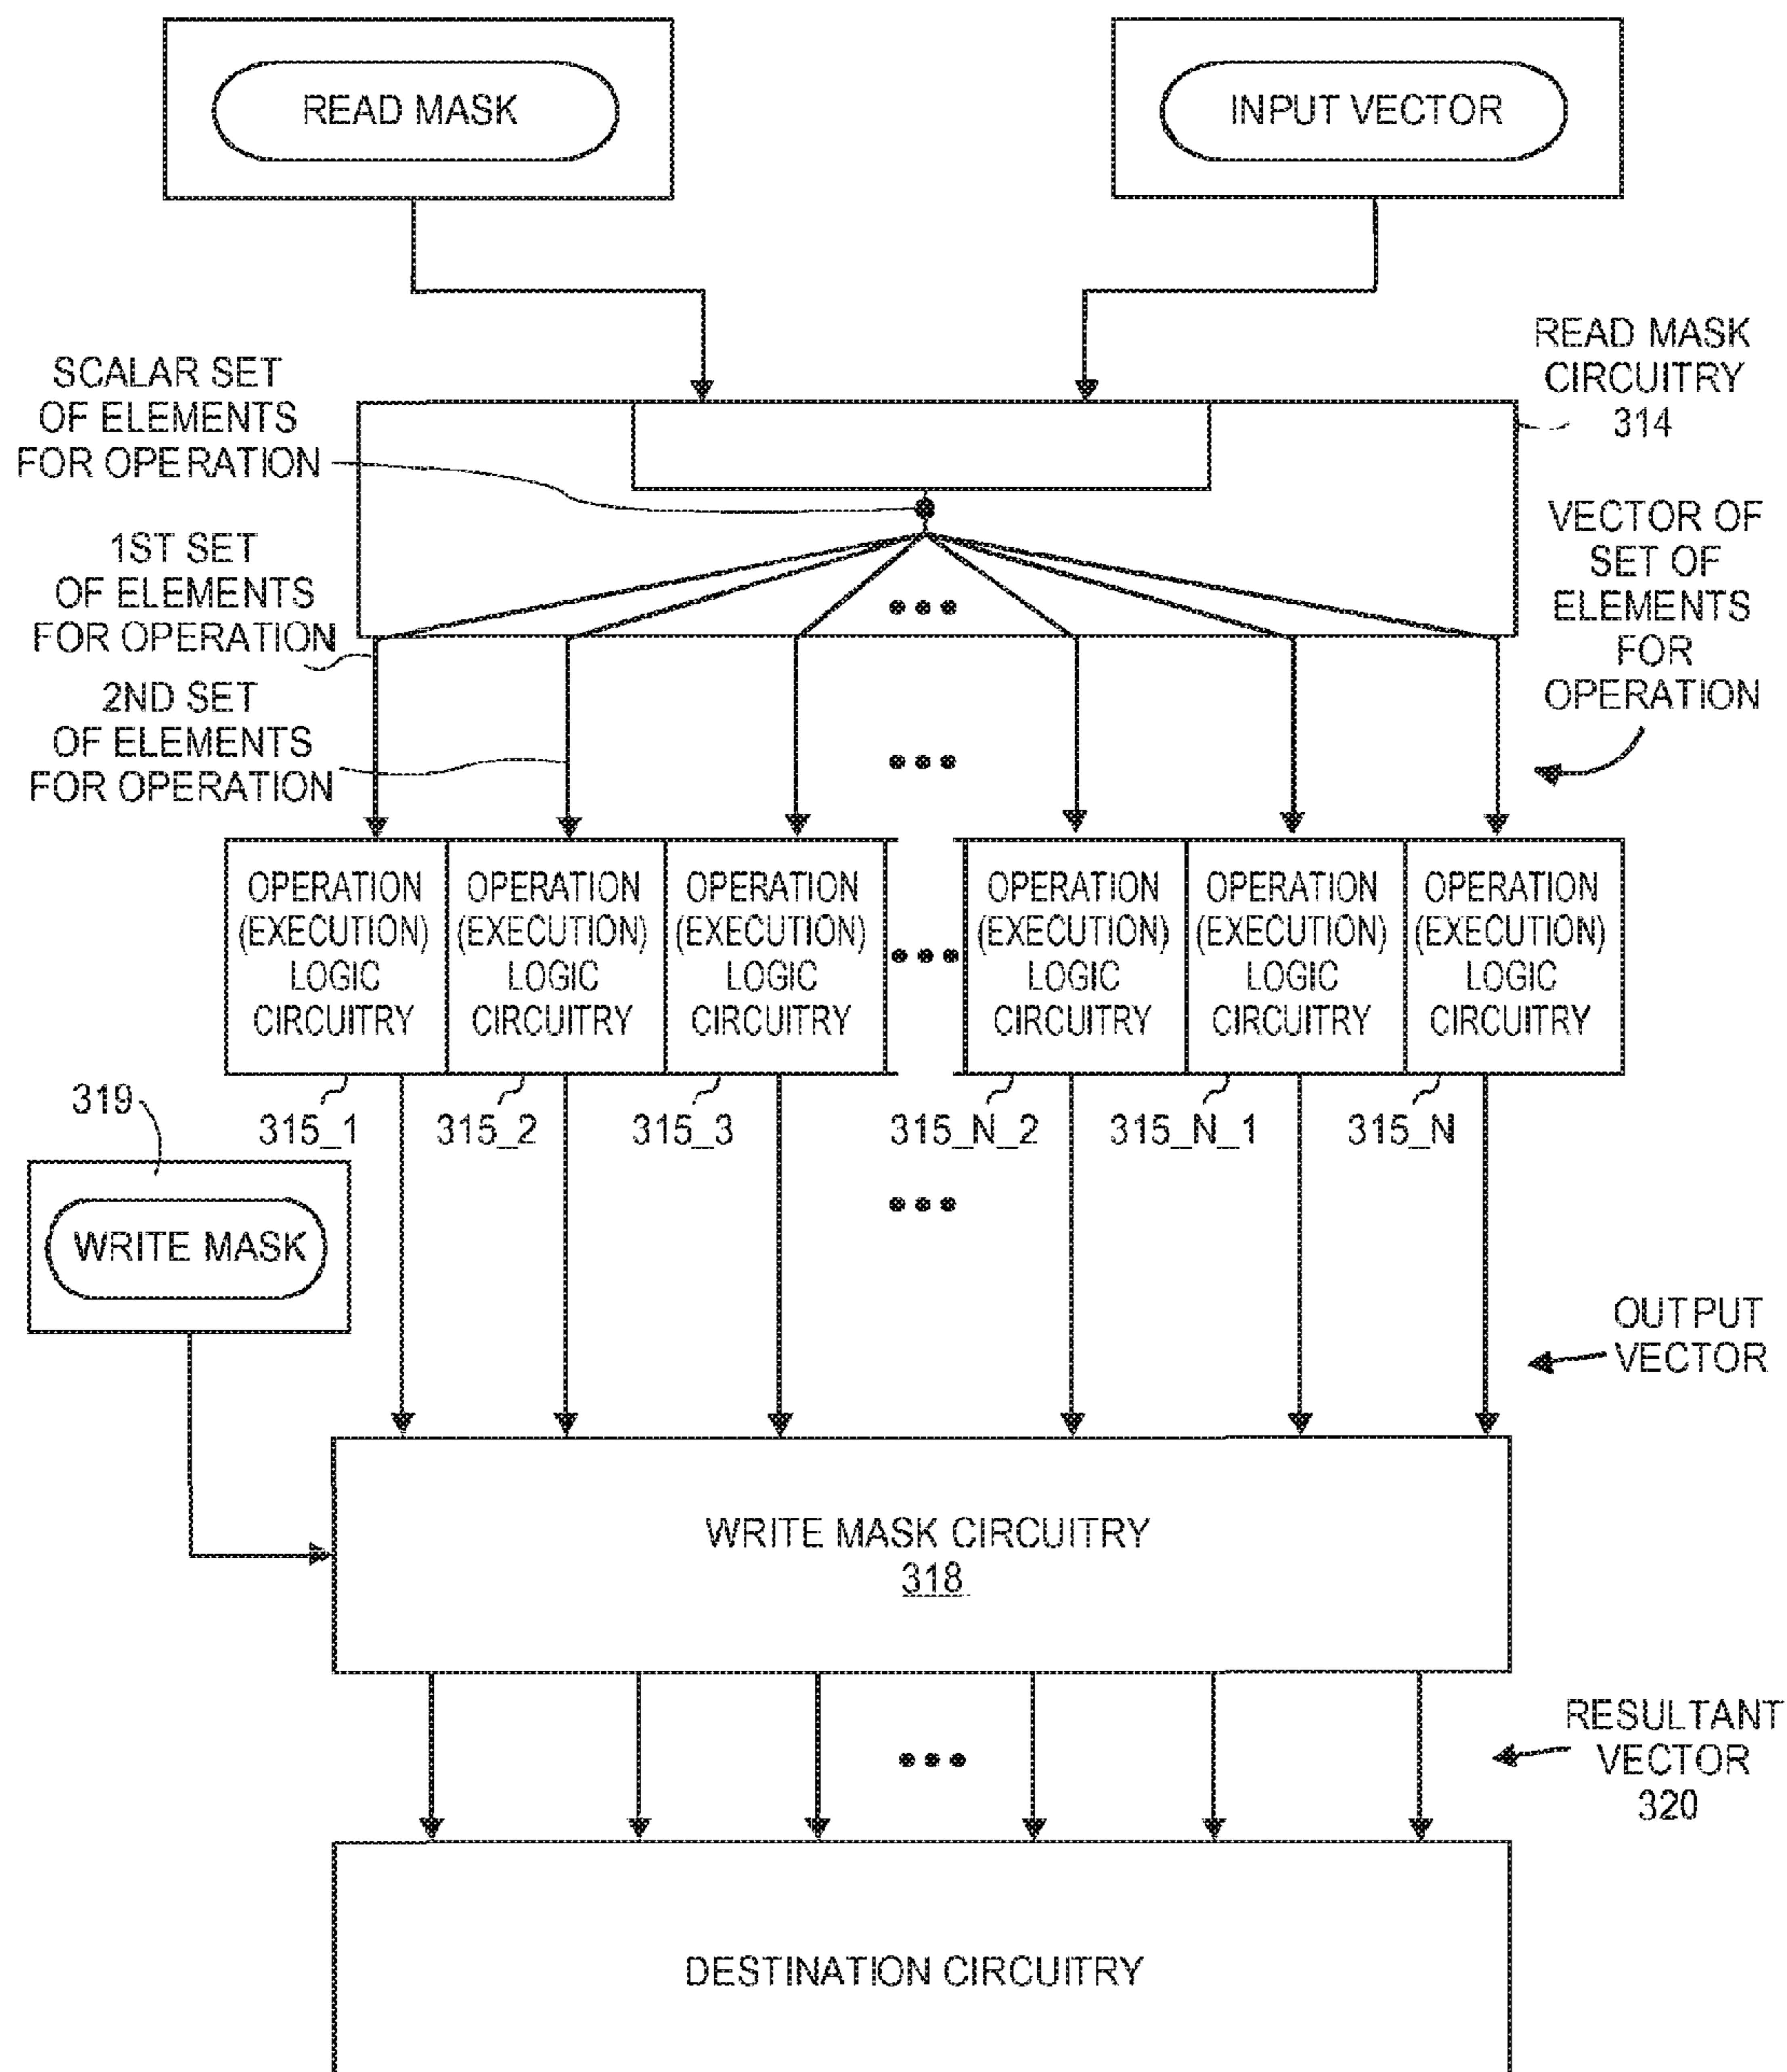 READ MASK
INPUT VECTOR
READ MASK
CIRCUITRY
314
SCALAR SET
OF ELEMENTS
FOR OPERATION
VECTOR OF
SET OF
ELEMENTS
FOR
OPERATION
1ST SET
OF ELEMENTS
FOR OPERATION
2ND SET
OF ELEMENTS
FOR OPERATION
OPERATION
(EXECUTION)
LOGIC
CIRCUITRY
OPERATION
(EXECUTION)
LOGIC
CIRCUITRY
OPERATION
(EXECUTION)
LOGIC
CIRCUITRY
OPERATION
(EXECUTION)
LOGIC
CIRCUITRY
OPERATION
(EXECUTION)
LOGIC
CIRCUITRY
OPERATION
(EXECUTION)
LOGIC
CIRCUITRY
319
315_1
315_2
315_3
315_N_2
315_N_1
315_N
WRITE MASK
OUTPUT
VECTOR
WRITE MASK CIRCUITRY
318
RESULTANT
VECTOR
320
DESTINATION CIRCUITRY